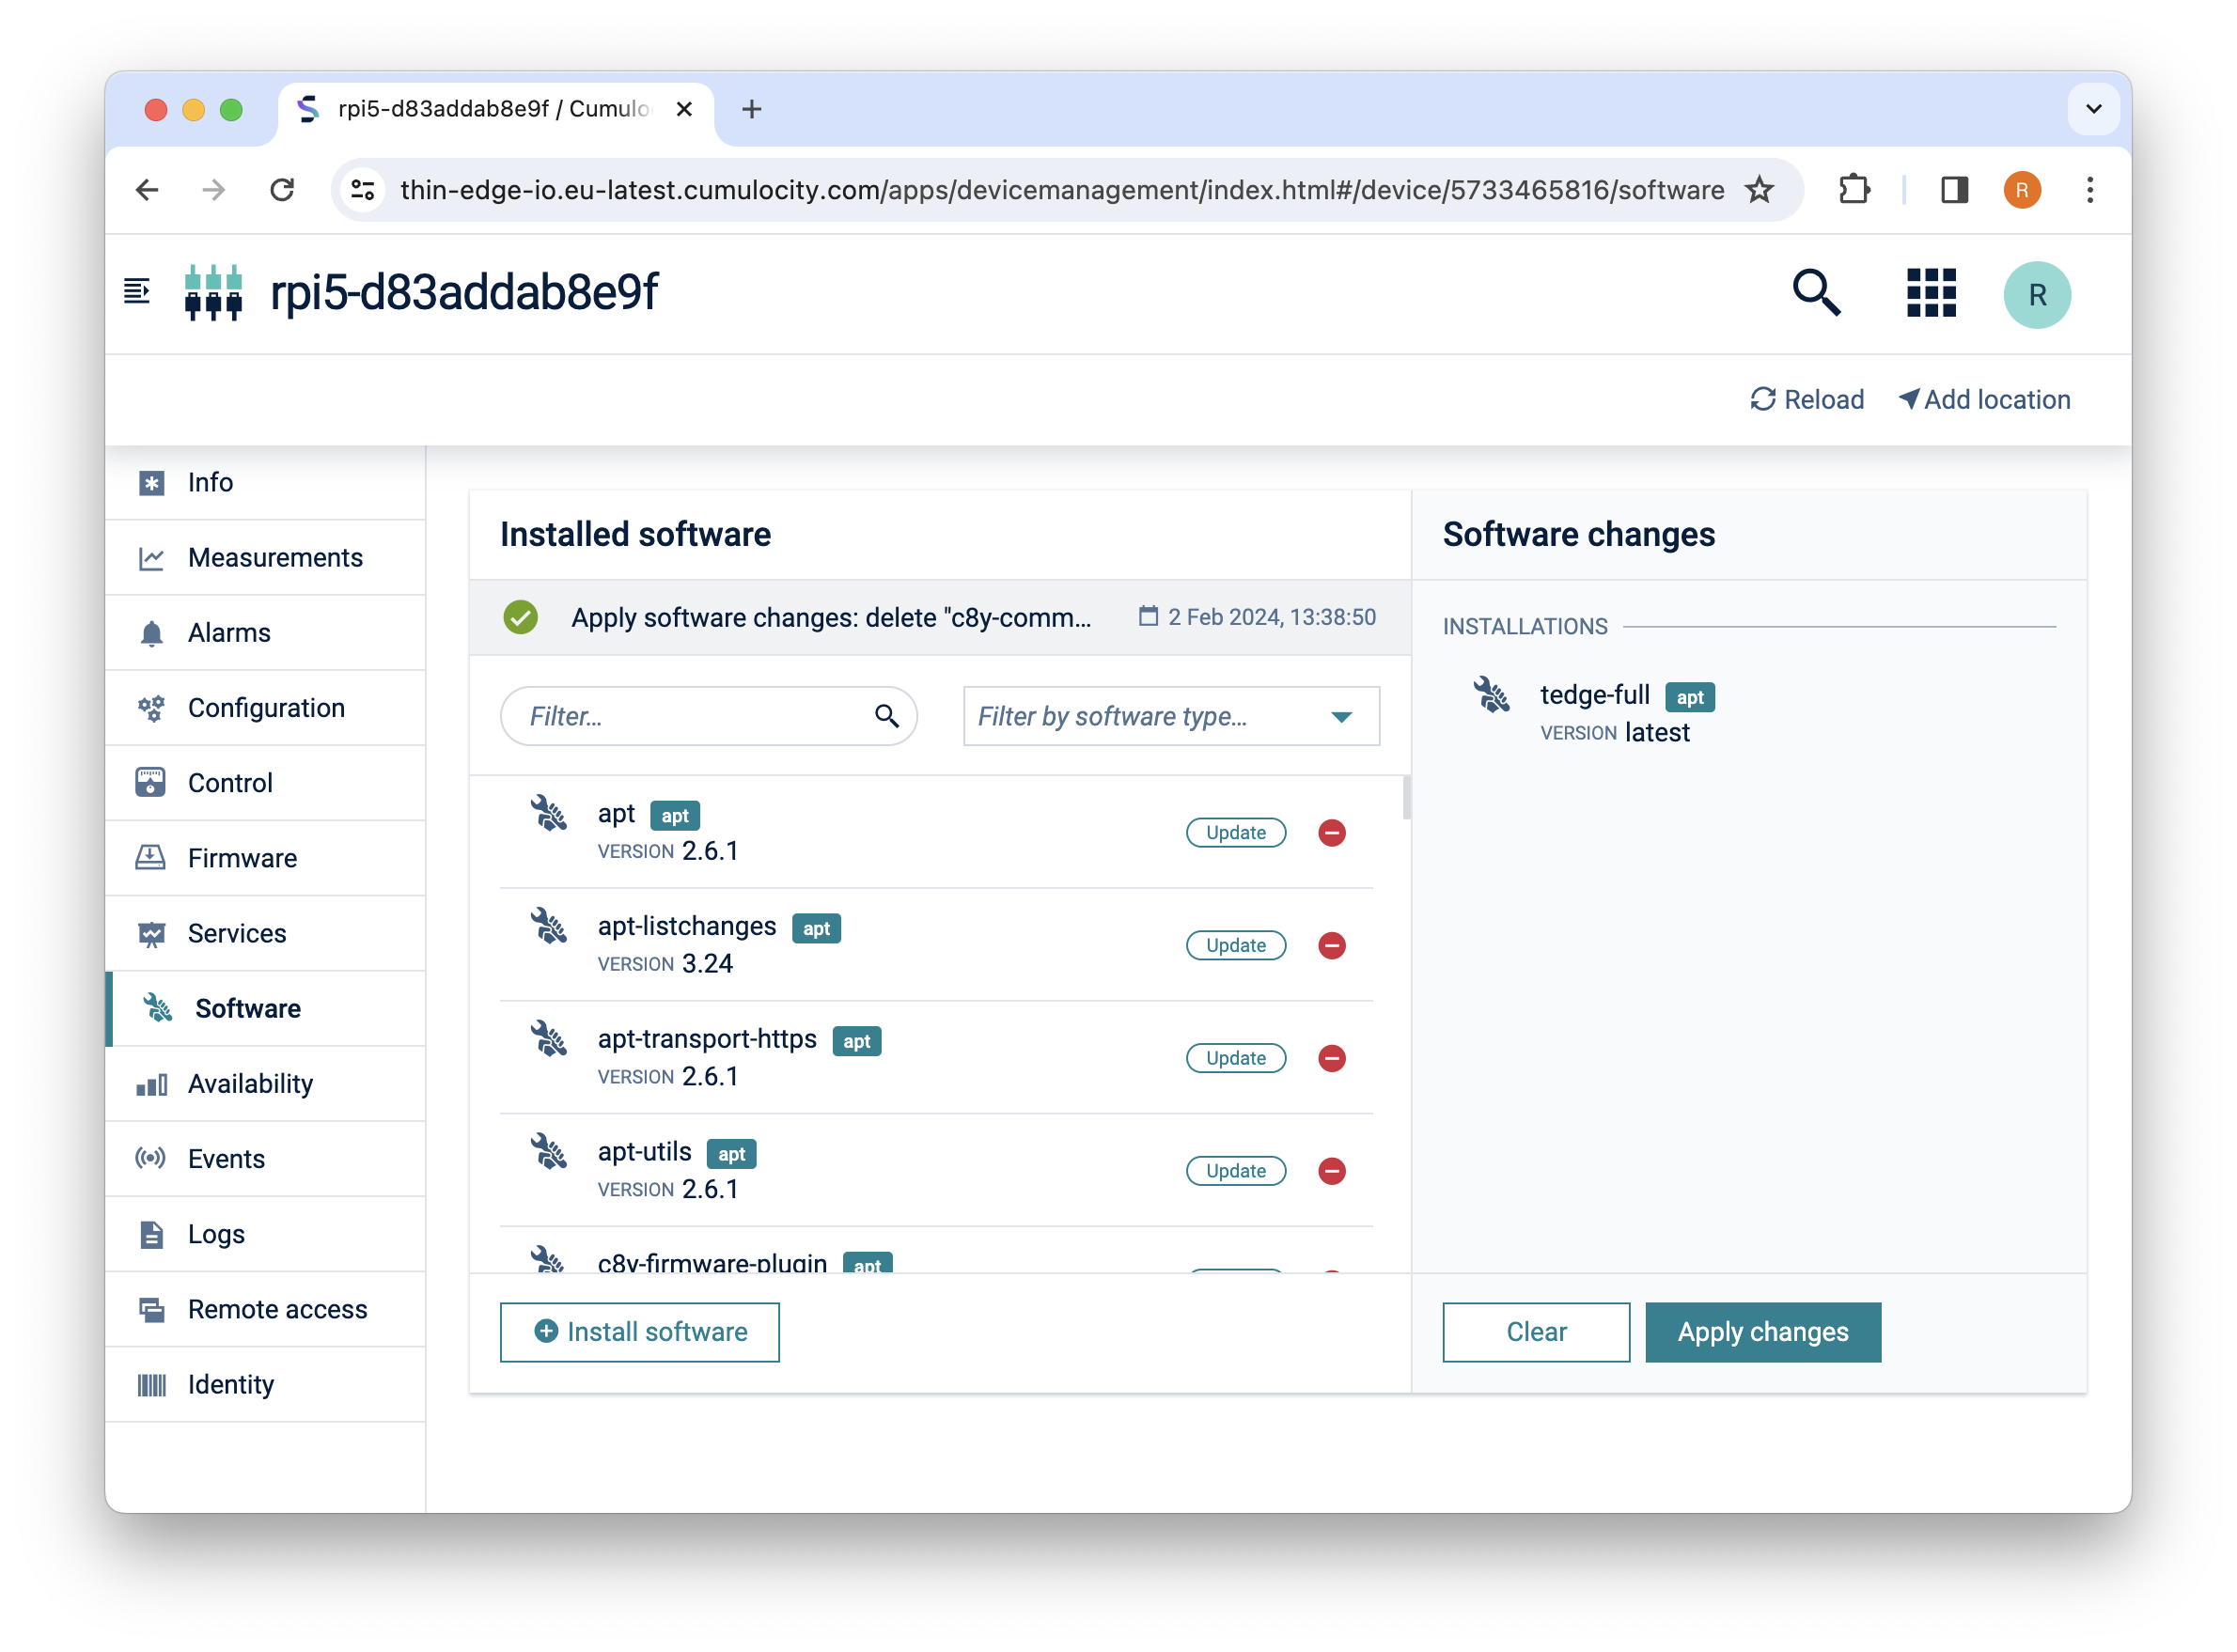 rpi5-d83addab8e9f / Cumulo
thin-edge-io.eu-latest.cumulocity.com/apps/devicemanagement/index.html#/device/5733465816/software
R
rpi5-d83addab8e9f
R
Reload
Add location
Info
Measurements
Alarms
Configuration
Control
Firmware
Services
Software
Availability
Events
Logs
Remote access
Identity
Installed software
Apply software changes: delete "c8y-comm...
2 Feb 2024, 13:38:50
Filter...
Filter by software type...
apt apt
VERSION 2.6.1
Update
apt-listchanges apt
VERSION 3.24
Update
apt-transport-https apt
VERSION 2.6.1
Update
apt-utils apt
VERSION 2.6.1
Update
c8y-firmware-plugin apt
Install software
Software changes
INSTALLATIONS
tedge-full apt
VERSION latest
Clear
Apply changes